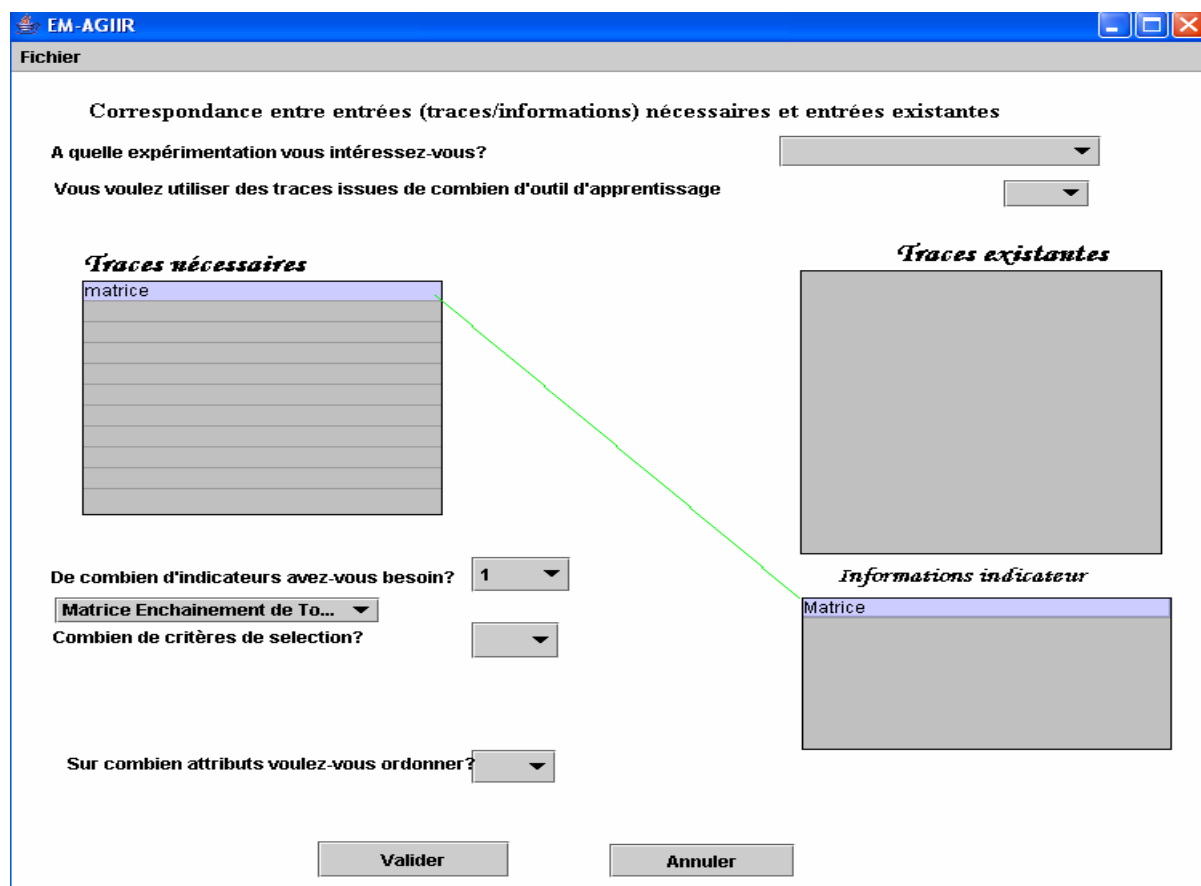 EM-AGIIR
Fichier
Correspondance entre entrées (traces/informations) nécessaires et entrées existantes
A quelle expérimentation vous intéressez-vous?
Vous voulez utiliser des traces issues de combien d'outil d'apprentissage
Traces nécessaires
Traces existantes
matrice
De combien d'indicateurs avez-vous besoin? 1
Informations indicateur
Matrice Enchainement de To...
Matrice
Combien de critères de selection?
Sur combien attributs voulez-vous ordonner?
Valider
Annuler